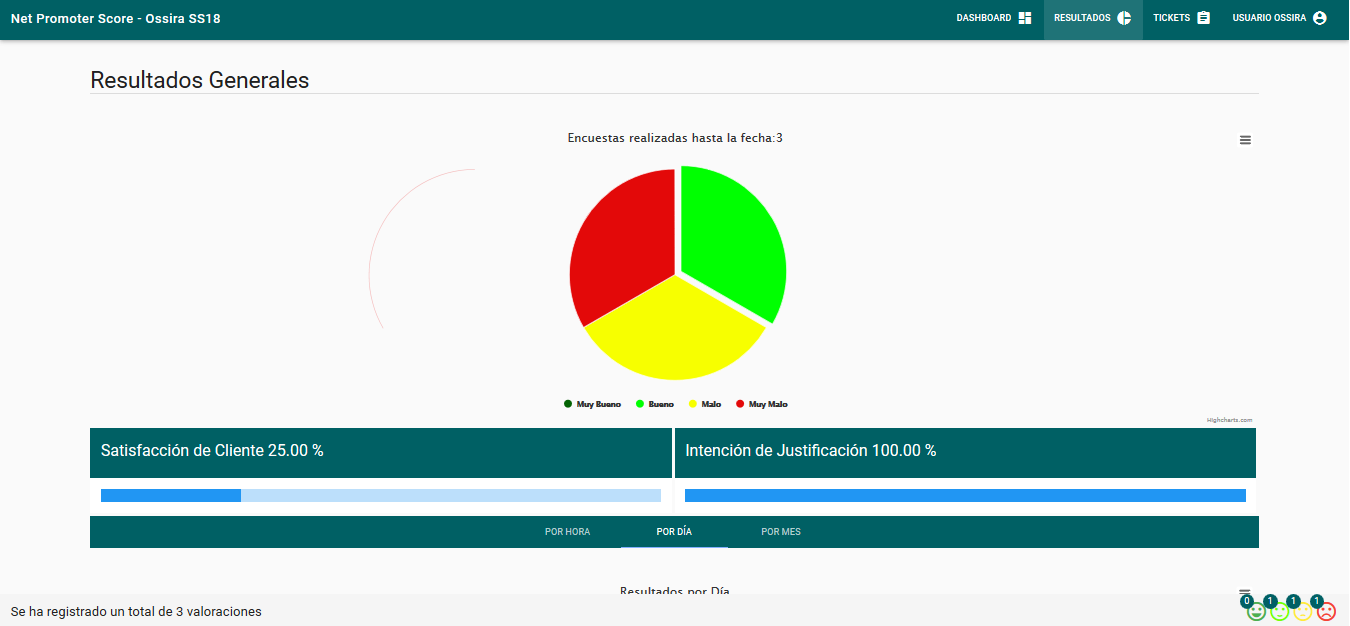 Net Promoter Score - Ossira SS18
DASHBOARD
RESULTADOS
TICKETS
USUARIO OSSIRA
Resultados Generales
Encuestas realizadas hasta la fecha:3
Muy Bueno
Bueno
Malo
Muy Malo
Highcharts.com
Satisfacción de Cliente 25.00 %
Intención de Justificación 100.00 %
POR HORA
POR DÍA
POR MES
Resultados por Día
Se ha registrado un total de 3 valoraciones
0
1
1
1